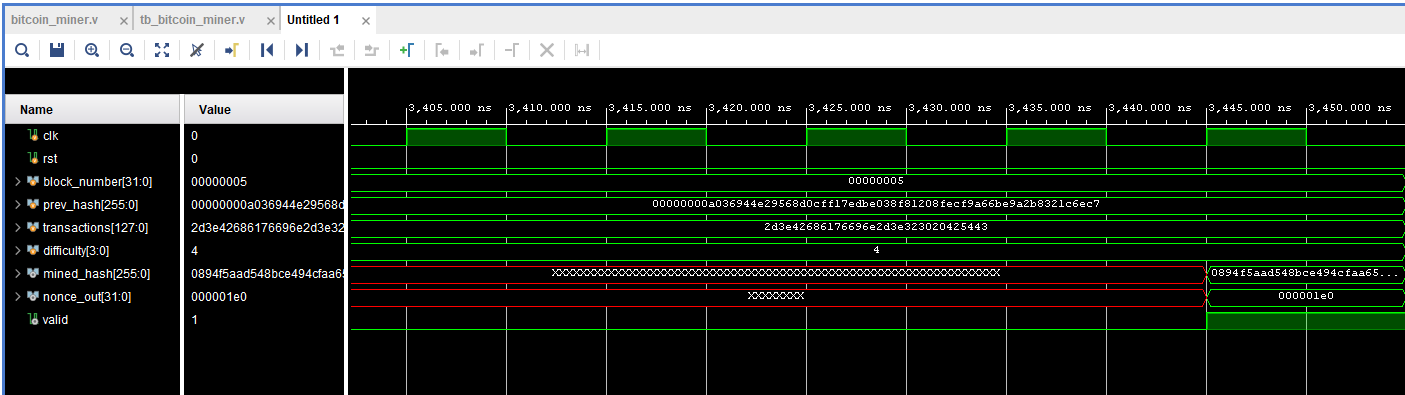 bitcoin_miner.v × tb_bitcoin_miner.v × Untitled 1 ×
3,405.000 ns 3,410.000 ns 3,415.000 ns 3,420.000 ns 3,425.000 ns 3,430.000 ns 3,435.000 ns 3,440.000 ns 3,445.000 ns 3,450.000 ns
Name Value
clk 0
rst 0
block_number[31:0] 00000005 00000005
prev_hash[255:0] 00000000a036944e29568d 00000000a036944e29568d0cff17edbe038f81208fecf9a66be9a2b8321c6ec7
transactions[127:0] 2d3e42686176696e2d3e32 2d3e42686176696e2d3e323020425443
difficulty[3:0] 4 4
mined_hash[255:0] 0894f5aad548bce494cfaa65 XXXXXXXXXXXXXXXXXXXXXXXXXXXXXXXXXXXXXXXXXXXXXXXXXXXXXXXXXXXXXXXX 0894f5aad548bce494cfaa65...
nonce_out[31:0] 000001e0 XXXXXXXX 000001e0
valid 1